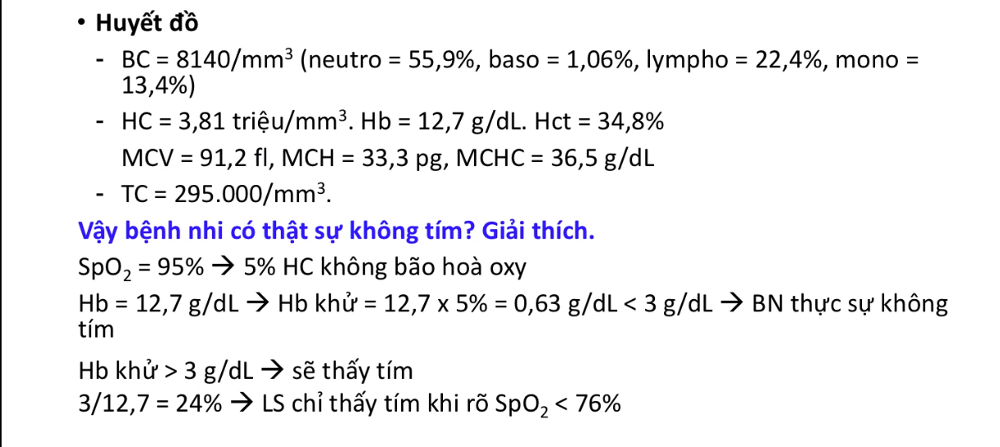 • Huyết đồ
- BC = 8140/mm³ (neutro = 55,9%, baso = 1,06%, lympho = 22,4%, mono =
13,4%)
- HC = 3,81 triệu/mm³. Hb = 12,7 g/dL. Hct = 34,8%
MCV = 91,2 fl, MCH = 33,3 pg, MCHC = 36,5 g/dL
- TC = 295.000/mm³.
Vậy bệnh nhi có thật sự không tím? Giải thích.
SpO₂ = 95% → 5% HC không bão hoà oxy
Hb = 12,7 g/dL → Hb khử = 12,7 x 5% = 0,63 g/dL < 3 g/dL → BN thực sự không
tím
Hb khử > 3 g/dL → sẽ thấy tím
3/12,7 = 24% → LS chỉ thấy tím khi rõ SpO₂ < 76%